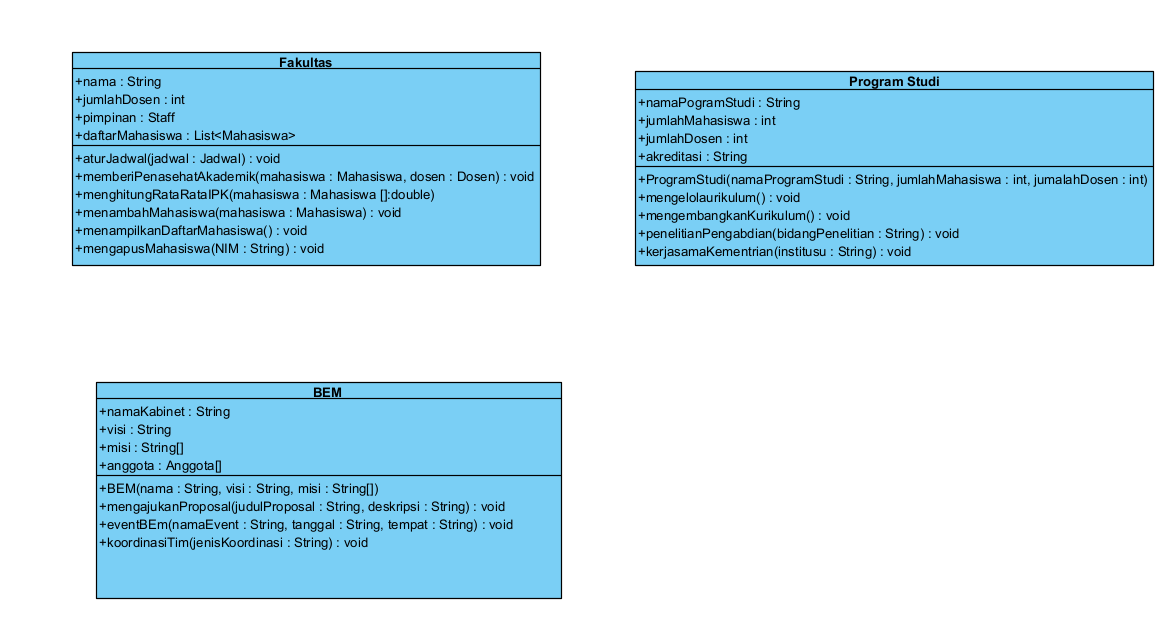 Fakultas
+nama : String
+jumlahDosen : int
+pimpinan : Staff
+daftarMahasiswa : List<Mahasiswa>
+aturJadwal(jadwal : Jadwal) : void
+memberiPenasehatAkademik(mahasiswa : Mahasiswa, dosen : Dosen) : void
+menghitungRataRataIPK(mahasiswa : Mahasiswa []:double)
+menambahMahasiswa(mahasiswa : Mahasiswa) : void
+menampilkanDaftarMahasiswa() : void
+mengapusMahasiswa(NIM : String) : void
Program Studi
+namaPogramStudi : String
+jumlahMahasiswa : int
+jumlahDosen : int
+akreditasi : String
+ProgramStudi(namaProgramStudi : String, jumlahMahasiswa : int, jumalahDosen : int)
+mengelolaurikulum() : void
+mengembangkanKurikulum() : void
+penelitianPengabdian(bidangPenelitian : String) : void
+kerjasamaKementrian(institusu : String) : void
BEM
+namaKabinet : String
+visi : String
+misi : String[]
+anggota : Anggota[]
+BEM(nama : String, visi : String, misi : String[])
+mengajukanProposal(judulProposal : String, deskripsi : String) : void
+eventBEm(namaEvent : String, tanggal : String, tempat : String) : void
+koordinasiTim(jenisKoordinasi : String) : void